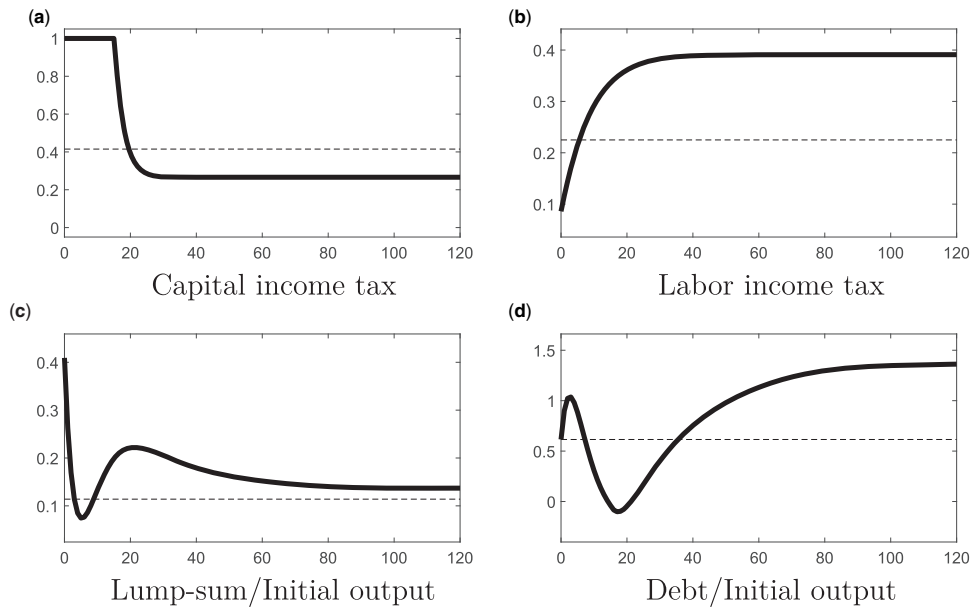 (a)
1
0.8
0.6
0.4
0.2
0
0 20 40 60 80 100 120
Capital income tax
(b)
0.4
0.3
0.2
0.1
0 20 40 60 80 100 120
Labor income tax
(c)
0.4
0.3
0.2
0.1
0 20 40 60 80 100 120
Lump-sum/Initial output
(d)
1.5
1
0.5
0
0 20 40 60 80 100 120
Debt/Initial output